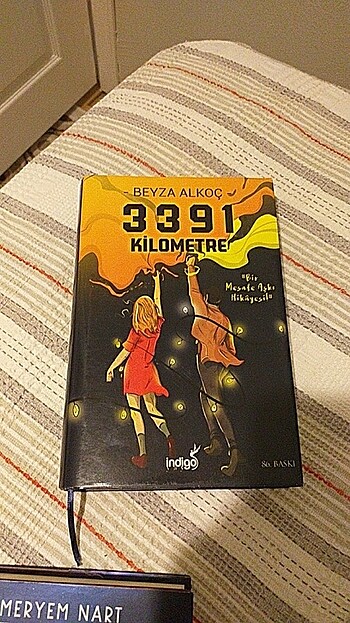 - BEYZA ALKOÇ -
3391
KİLOMETRE
"Bir
Mesafe Aşkı
Hikâyesi!"
indigo
86. BASKI
MERYEM NART